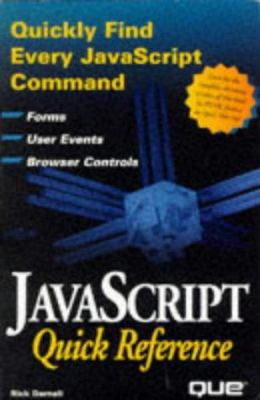 Quickly Find
Every JavaScript
Command
Forms
User Events
Browser Controls
JAVASCRIPT
Quick Reference
Rick Darnell
QUE